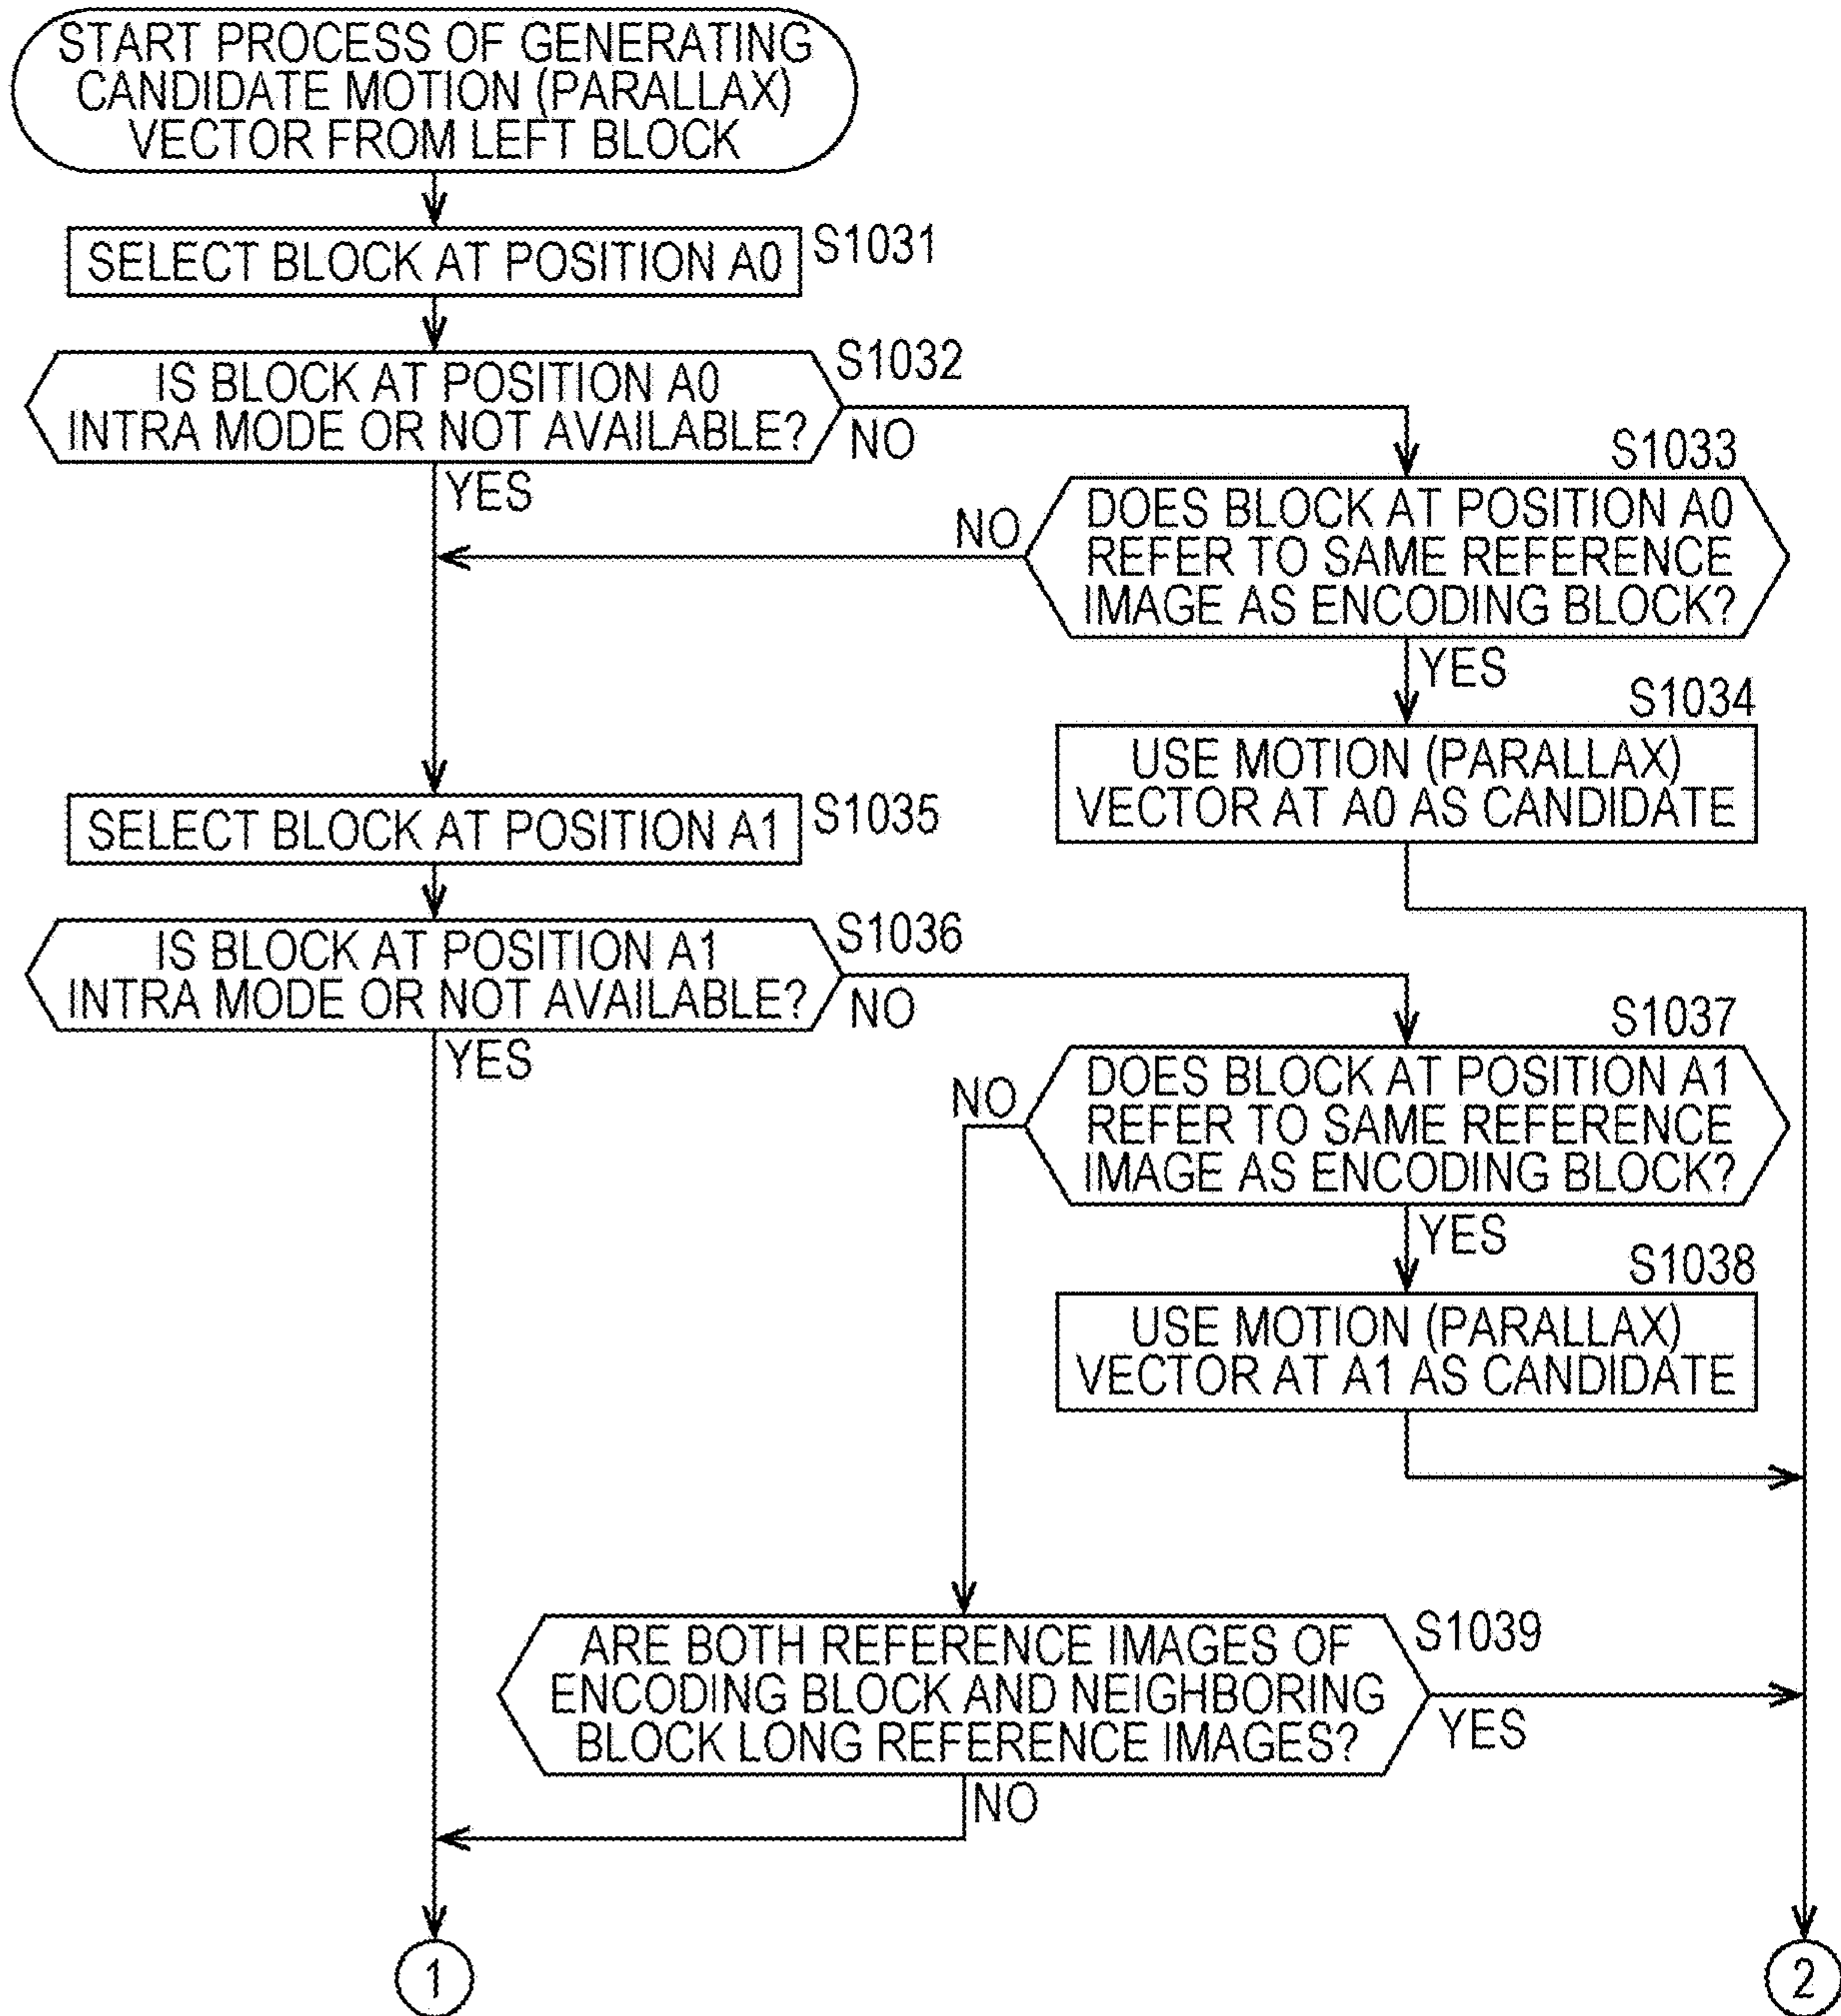 START PROCESS OF GENERATING
CANDIDATE MOTION (PARALLAX)
VECTOR FROM LEFT BLOCK
SELECT BLOCK AT POSITION A0
S1031
IS BLOCK AT POSITION A0
INTRA MODE OR NOT AVAILABLE?
S1032
NO
YES
S1033
DOES BLOCK AT POSITION A0
REFER TO SAME REFERENCE
IMAGE AS ENCODING BLOCK?
NO
YES
S1034
USE MOTION (PARALLAX)
VECTOR AT A0 AS CANDIDATE
SELECT BLOCK AT POSITION A1
S1035
IS BLOCK AT POSITION A1
INTRA MODE OR NOT AVAILABLE?
S1036
NO
YES
S1037
DOES BLOCK AT POSITION A1
REFER TO SAME REFERENCE
IMAGE AS ENCODING BLOCK?
NO
YES
S1038
USE MOTION (PARALLAX)
VECTOR AT A1 AS CANDIDATE
ARE BOTH REFERENCE IMAGES OF
ENCODING BLOCK AND NEIGHBORING
BLOCK LONG REFERENCE IMAGES?
S1039
YES
NO
1
2